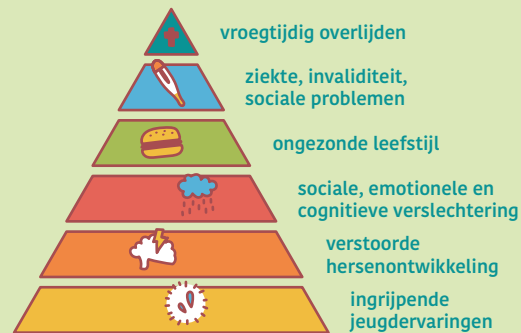 vroegtijdig overlijden
ziekte, invaliditeit,
sociale problemen
ongezonde leefstijl
sociale, emotionele en
cognitieve verslechtering
verstoorde
hersenontwikkeling
ingrijpende
jeugdervaringen